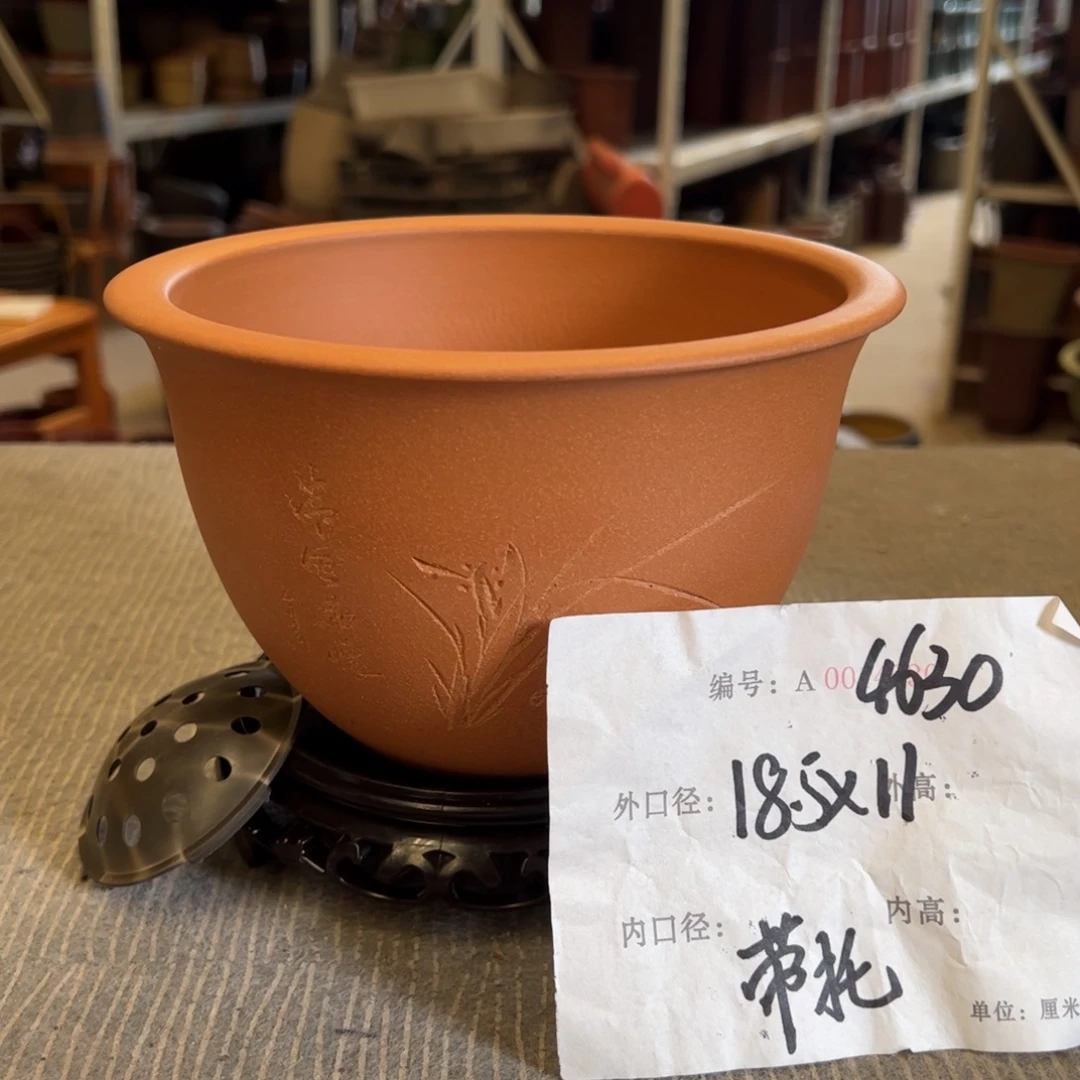 编号：A 00 4630
外口径：18.5x11 外高：
内口径：
内高：
带托
单位：厘米